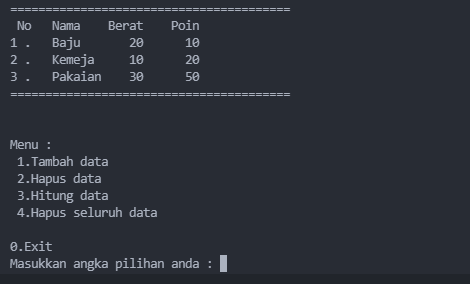 ========================================
No Nama Berat Poin
1 . Baju 20 10
2 . Kemeja 10 20
3 . Pakaian 30 50
========================================
Menu :
1.Tambah data
2.Hapus data
3.Hitung data
4.Hapus seluruh data
0.Exit
Masukkan angka pilihan anda :